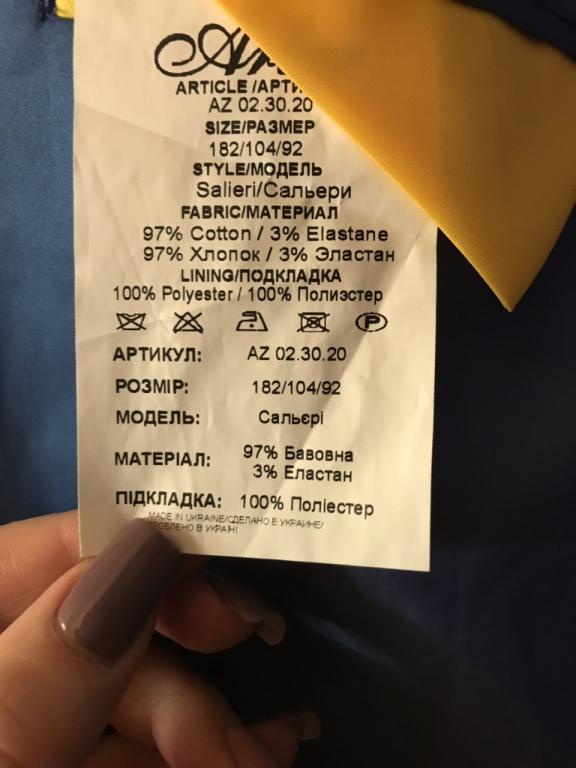 ARTICLE
AZ 02.30.20
SIZE/РАЗМЕР
182/104/92
STYLE/МОДЕЛЬ
Salieri/Сальери
FABRIC/МАТЕРИАЛ
97% Cotton / 3% Elastane
97% Хлопок / 3% Эластан
LINING/ПОДКЛАДКА
100% Polyester / 100% Полиэстер
АРТИКУЛ: AZ 02.30.20
РОЗМІР: 182/104/92
МОДЕЛЬ: Сальєрі
МАТЕРІАЛ: 97% Бавовна
3% Еластан
ПІДКЛАДКА: 100% Поліестер
MADE IN UKRAINE/СДЕЛАНО В УКРАИНЕ/
В УКРАЇНІ